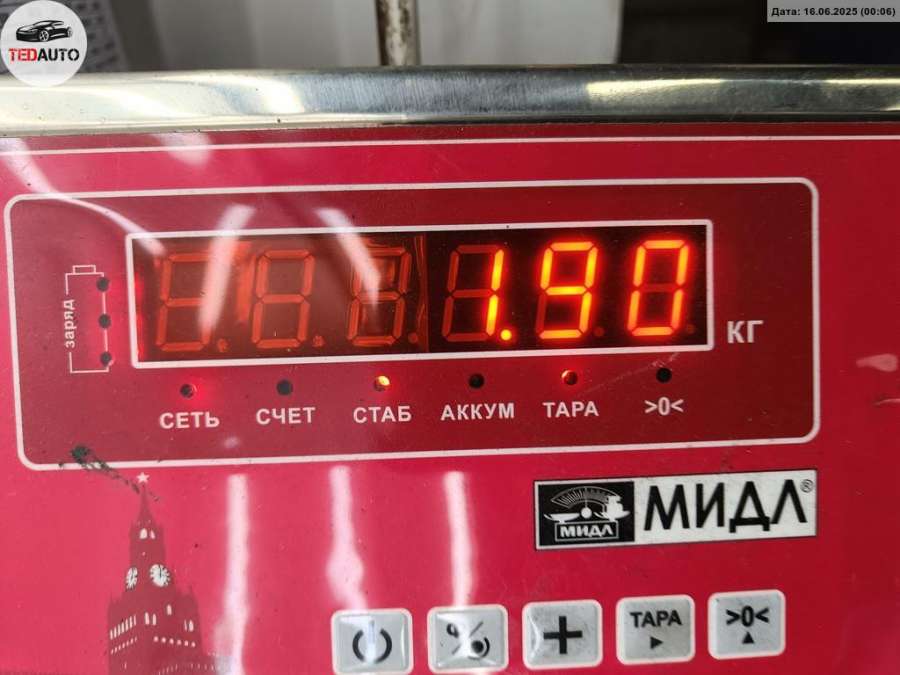 Дата: 16.06.2025 (00:06)
TEDAUTO
заряд
1.90
КГ
СЕТЬ СЧЕТ СТАБ АККУМ ТАРА >0<
МИДЛ МИДЛ®
% + ТАРА >0<